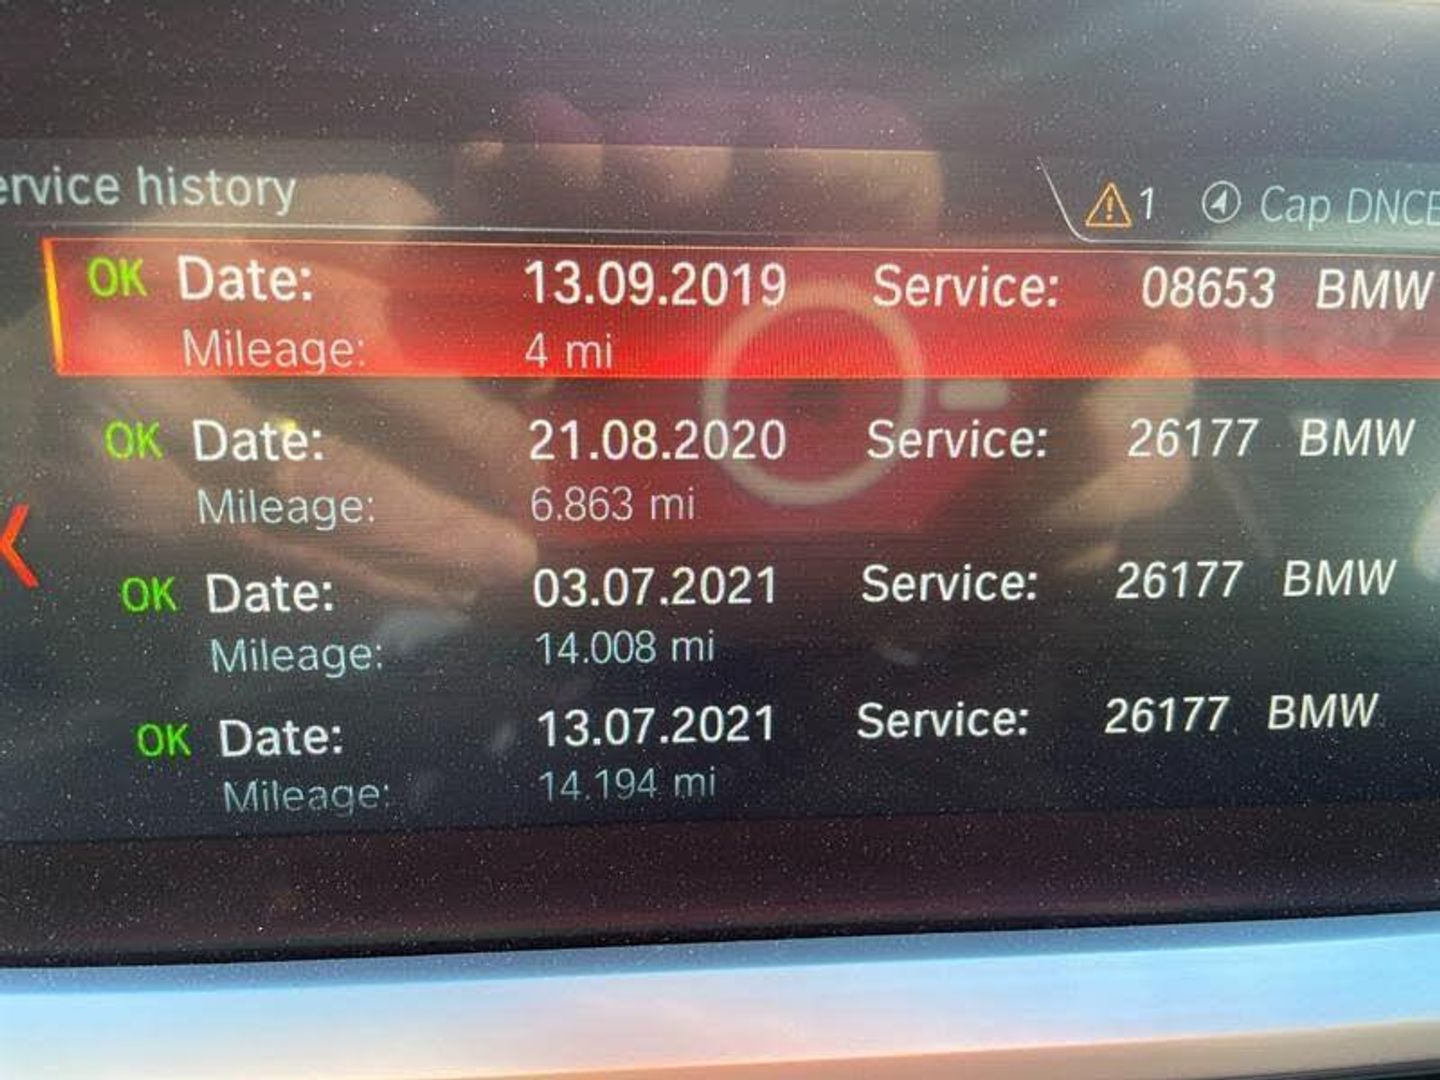 ervice history
1 Cap DNCE
OK Date: 13.09.2019 Service: 08653 BMW
Mileage: 4 mi
OK Date: 21.08.2020 Service: 26177 BMW
Mileage: 6.863 mi
OK Date: 03.07.2021 Service: 26177 BMW
Mileage: 14.008 mi
OK Date: 13.07.2021 Service: 26177 BMW
Mileage: 14.194 mi